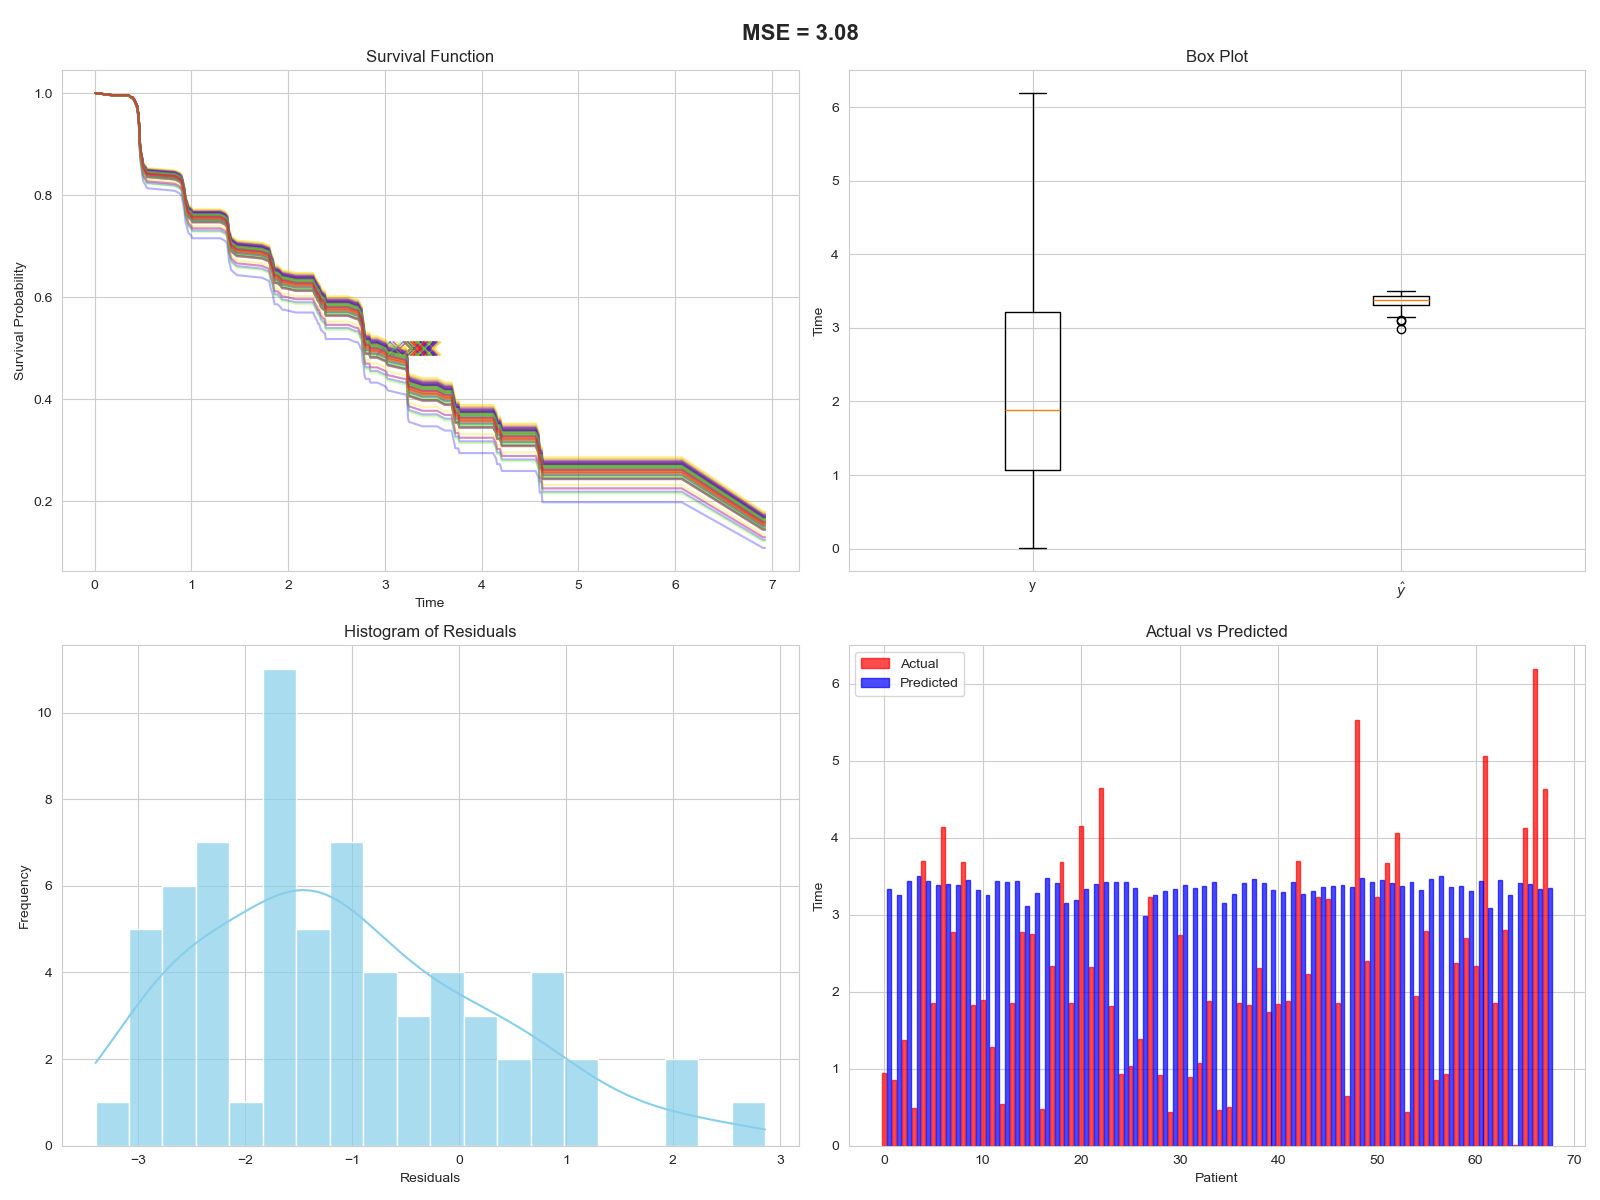 MSE = 3.08
Survival Function
Survival Probability
1.0
0.8
0.6
0.4
0.2
0 1 2 3 4 5 6 7
Time
Box Plot
Time
6
5
4
3
2
1
0
y ŷ
Histogram of Residuals
Frequency
10
8
6
4
2
0
−3 −2 −1 0 1 2 3
Residuals
Actual vs Predicted
Actual
Predicted
Time
6
5
4
3
2
1
0
0 10 20 30 40 50 60 70
Patient